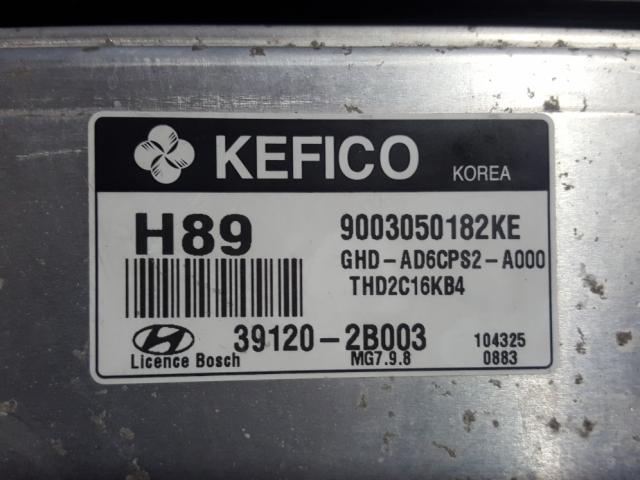 KEFICO KOREA
H89 9003050182KE
GHD-AD6CPS2-A000
THD2C16KB4
39120-2B003 104325
Licence Bosch MG7.9.8 0883